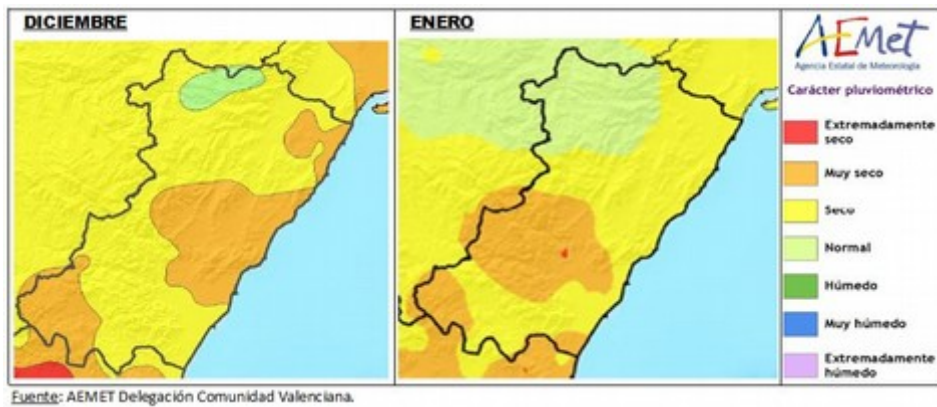 DICIEMBRE
ENERO
AEMet
Agencia Estatal de Meteorología
Carácter pluviométrico
Extremadamente
seco
Muy seco
Seco
Normal
Húmedo
Muy húmedo
Extremadamente
húmedo
Fuente: AEMET Delegación Comunidad Valenciana.